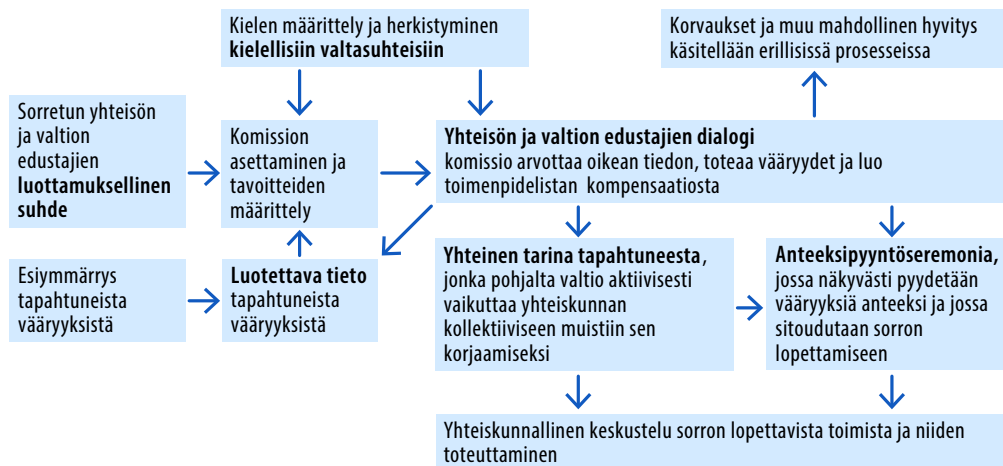 Kielen määrittely ja herkistyminen
kielellisiin valtasuhteisiin
Korvaukset ja muu mahdollinen hyvitys
käsitellään erillisissä prosesseissa
Sorretun yhteisön
ja valtion
edustajien
luottamuksellinen
suhde
Komission
asettaminen ja
tavoitteiden
määrittely
Yhteisön ja valtion edustajien dialogi
komissio arvottaa oikean tiedon, toteaa vääryydet ja luo
toimenpidelistan kompensaatiosta
Esiymmärrys
tapahtuneista
vääryyksistä
Luotettava tieto
tapahtuneista
vääryyksistä
Yhteinen tarina tapahtuneesta,
jonka pohjalta valtio aktiivisesti
vaikuttaa yhteiskunnan
kollektiiviseen muistiin sen
korjaamiseksi
Anteeksipyyntöseremonia,
jossa näkyvästi pyydetään
vääryyksiä anteeksi ja jossa
sitoudutaan sorron
lopettamiseen
Yhteiskunnallinen keskustelu sorron lopettavista toimista ja niiden
toteuttaminen